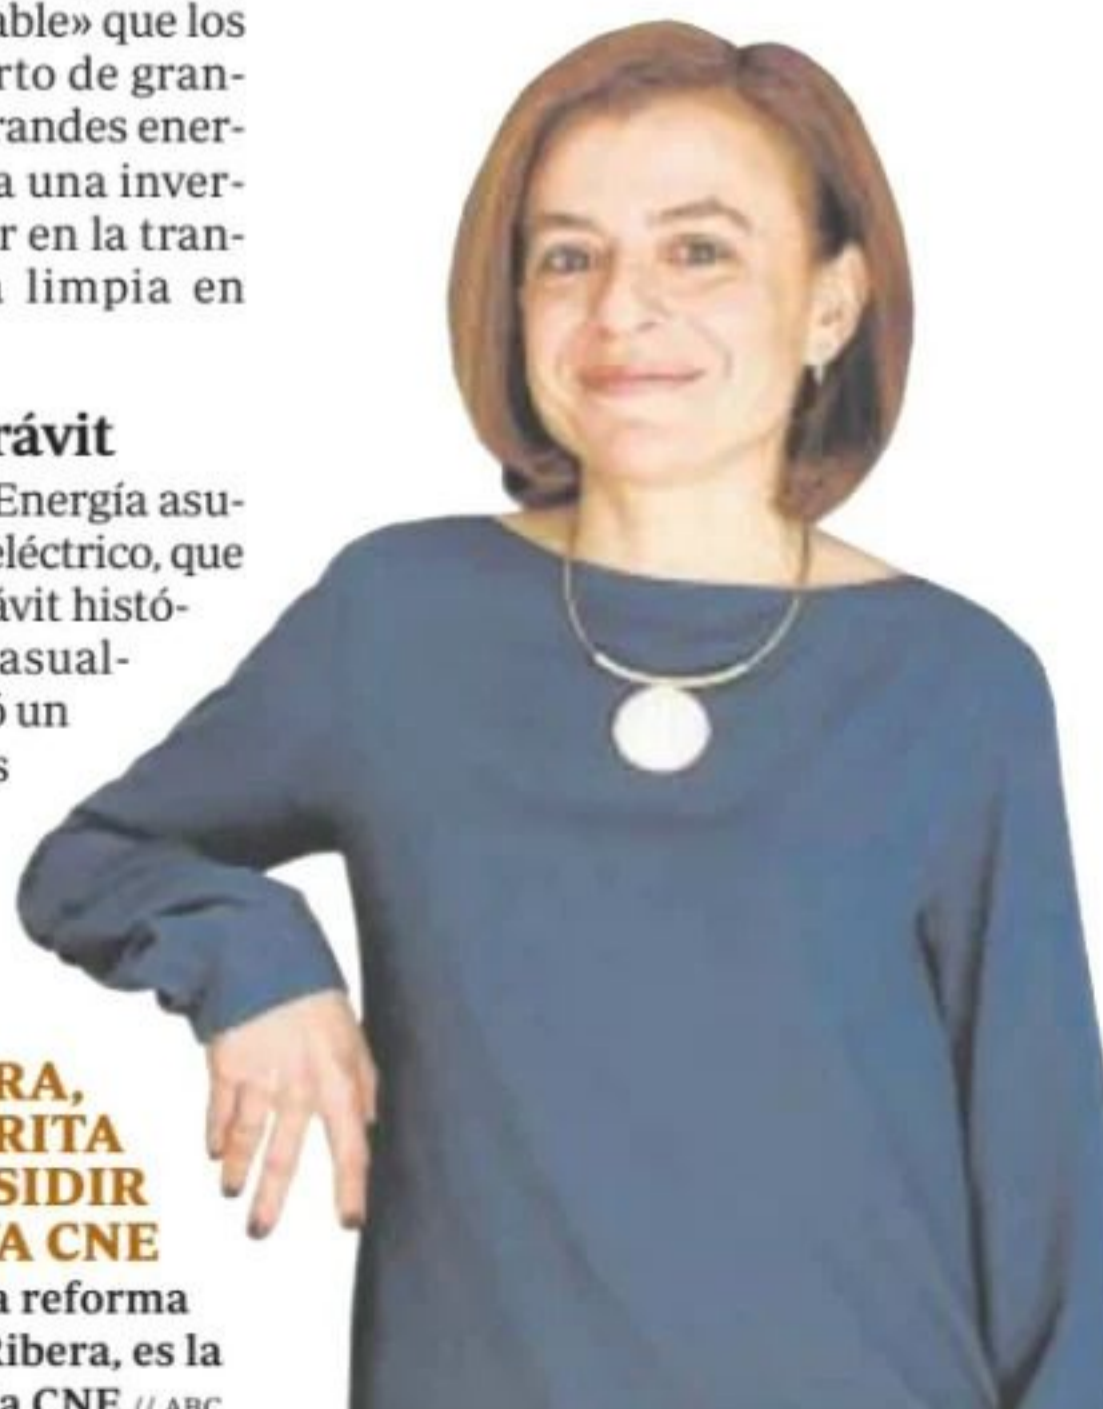 able» que los
rto de gran-
randes ener-
a una inver-
r en la tran-
limpia en
rávit
Energía asu-
eléctrico, que
ávit histó-
asual-
ó un
s
RA,
RITA
SIDIR
A CNE
a reforma
Ribera, es la
a CNE // ABC